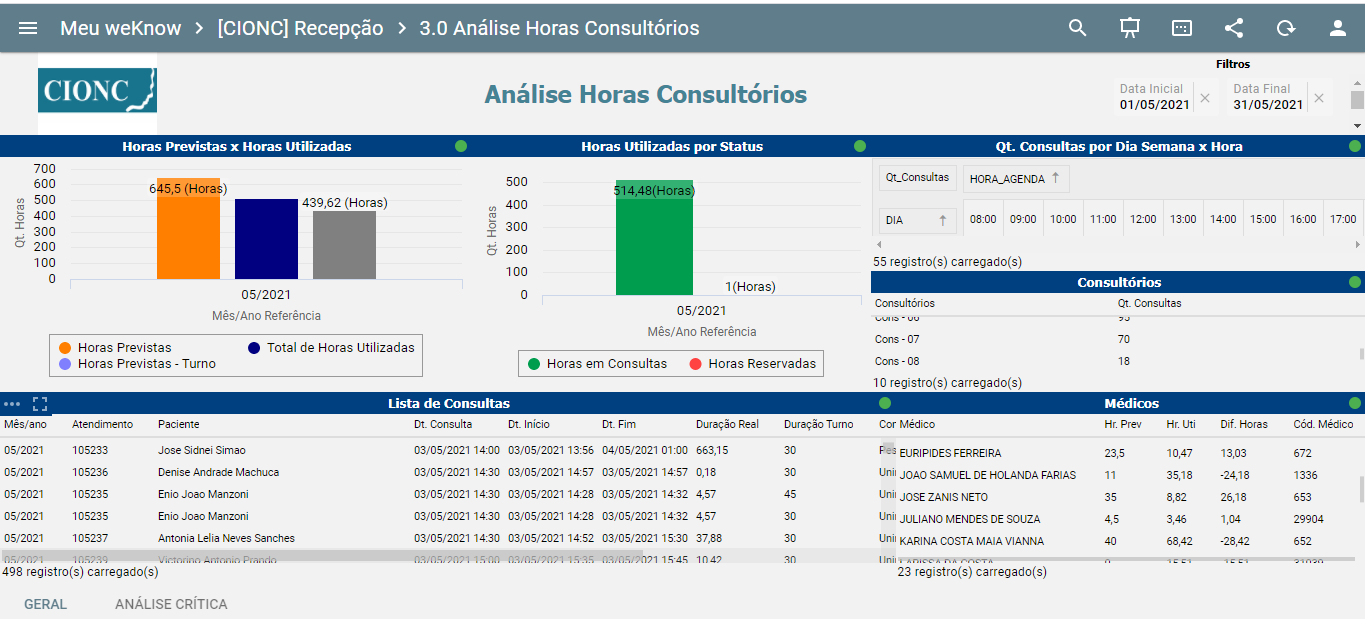 Meu weKnow > [CIONC] Recepção > 3.0 Análise Horas Consultórios
CIONC
Análise Horas Consultórios
Filtros
Data Inicial
01/05/2021
Data Final
31/05/2021
Horas Previstas x Horas Utilizadas
Qt. Horas
700
600
500
400
300
200
100
0
645,5 (Horas)
439,62 (Horas)
05/2021
Mês/Ano Referência
Horas Previstas
Total de Horas Utilizadas
Horas Previstas - Turno
Horas Utilizadas por Status
Qt. Horas
500
400
300
200
100
0
514,48(Horas)
1(Horas)
05/2021
Mês/Ano Referência
Horas em Consultas
Horas Reservadas
Qt. Consultas por Dia Semana x Hora
Qt_Consultas HORA_AGENDA
DIA 08:00 09:00 10:00 11:00 12:00 13:00 14:00 15:00 16:00 17:00
55 registro(s) carregado(s)
Consultórios
Consultórios Qt. Consultas
Cons - 07 70
Cons - 08 18
10 registro(s) carregado(s)
Lista de Consultas
Mês/ano Atendimento Paciente Dt. Consulta Dt. Início Dt. Fim Duração Real Duração Turno Cor
05/2021 105233 Jose Sidnei Simao 03/05/2021 14:00 03/05/2021 13:56 04/05/2021 01:00 663,15 30 Pes
05/2021 105236 Denise Andrade Machuca 03/05/2021 14:30 03/05/2021 14:57 03/05/2021 14:57 0,18 30 Uni
05/2021 105235 Enio Joao Manzoni 03/05/2021 14:30 03/05/2021 14:28 03/05/2021 14:32 4,57 45 Uni
05/2021 105235 Enio Joao Manzoni 03/05/2021 14:30 03/05/2021 14:28 03/05/2021 14:32 4,57 30 Uni
05/2021 105237 Antonia Lelia Neves Sanches 03/05/2021 14:30 03/05/2021 14:52 03/05/2021 15:30 37,88 30 Uni
05/2021 105239 Victorino Antonio Prando 03/05/2021 15:00 03/05/2021 15:35 03/05/2021 15:45 10,42 30
498 registro(s) carregado(s)
Médicos
Médico Hr. Prev Hr. Uti Dif. Horas Cód. Médico
EURIPIDES FERREIRA 23,5 10,47 13,03 672
JOAO SAMUEL DE HOLANDA FARIAS 11 35,18 -24,18 1336
JOSE ZANIS NETO 35 8,82 26,18 653
JULIANO MENDES DE SOUZA 4,5 3,46 1,04 29904
KARINA COSTA MAIA VIANNA 40 68,42 -28,42 652
LARISSA DA COSTA
23 registro(s) carregado(s)
GERAL ANÁLISE CRÍTICA